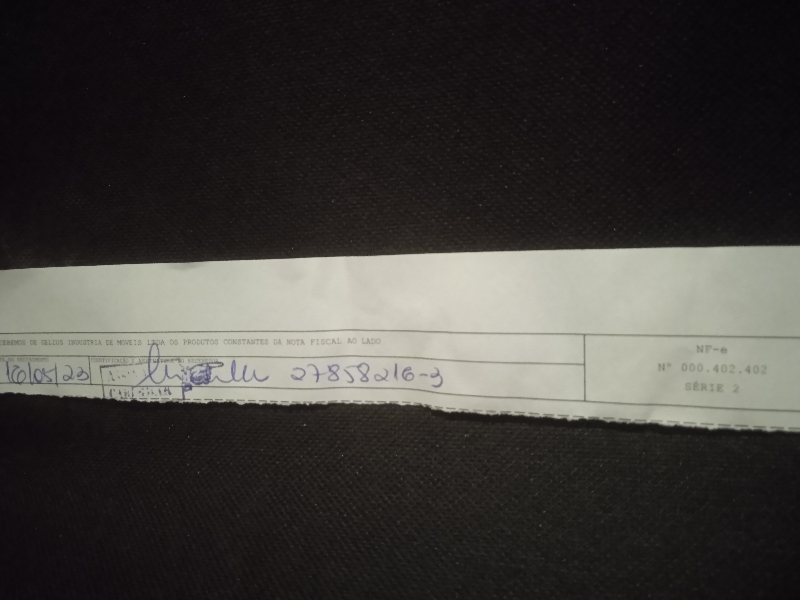 CEBEMOS DE GELIUS INDUSTRIA DE MOVEIS LTDA OS PRODUTOS CONSTANTES DA NOTA FISCAL AO LADO
16/05/23
27858216-3
NF-e
Nº 000.402.402
SÉRIE 2